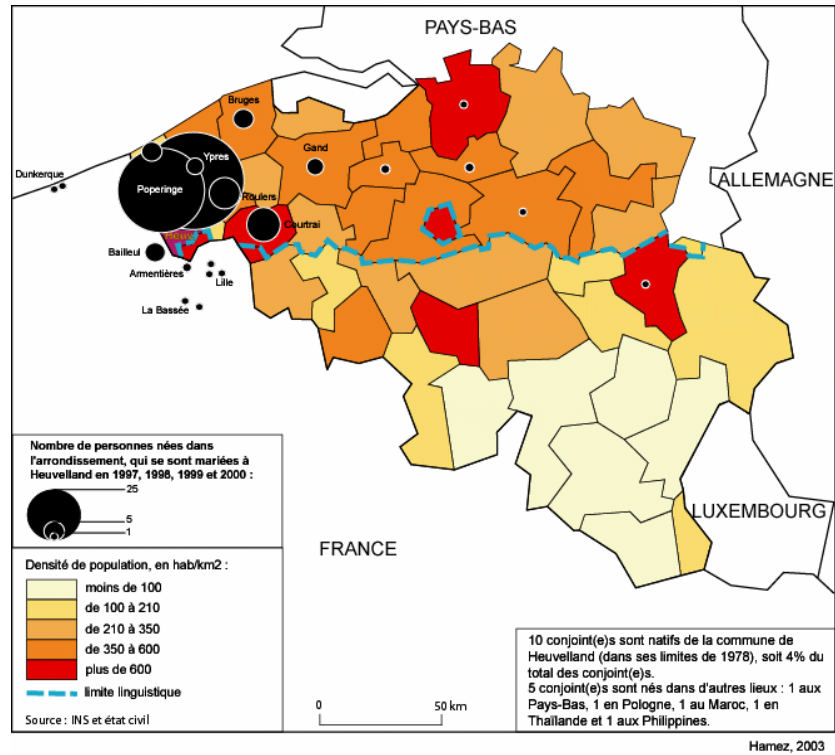 PAYS-BAS
Bruges
Dunkerque
Ypres
Gand
ALLEMAGNE
Poperinge
Roulers
Courtrai
Bailleul
Armentières
Lille
La Bassée
Nombre de personnes nées dans
l'arrondissement, qui se sont mariées à
Heuvelland en 1997, 1998, 1999 et 2000 :
25
5
1
LUXEMBOURG
FRANCE
Densité de population, en hab/km2 :
moins de 100
de 100 à 210
de 210 à 350
de 350 à 600
plus de 600
limite linguistique
Source : INS et état civil
0
50 km
10 conjoint(e)s sont natifs de la commune de
Heuvelland (dans ses limites de 1978), soit 4% du
total des conjoint(e)s.
5 conjoint(e)s sont nés dans d'autres lieux : 1 aux
Pays-Bas, 1 en Pologne, 1 au Maroc, 1 en
Thaïlande et 1 aux Philippines.
Hamez, 2003